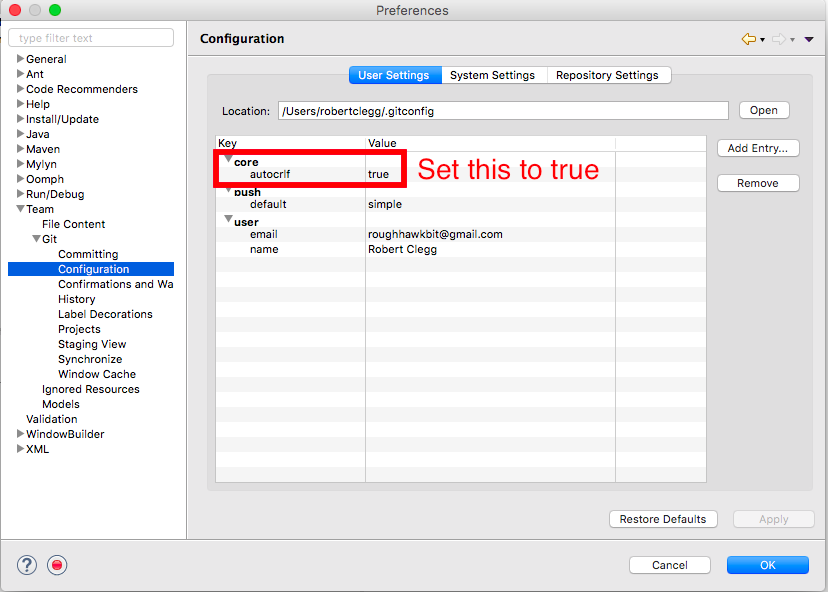 Preferences
type filter text
General
Ant
Code Recommenders
Help
Install/Update
Java
Maven
Mylyn
Oomph
Run/Debug
Team
File Content
Git
Committing
Configuration
Confirmations and Wa
History
Label Decorations
Projects
Staging View
Synchronize
Window Cache
Ignored Resources
Models
Validation
WindowBuilder
XML
Configuration
User Settings System Settings Repository Settings
Location: /Users/robertclegg/.gitconfig Open
Key Value
core
autocrlf true
Set this to true
push
default simple
user
email roughhawkbit@gmail.com
name Robert Clegg
Add Entry...
Remove
Restore Defaults Apply
? Cancel OK